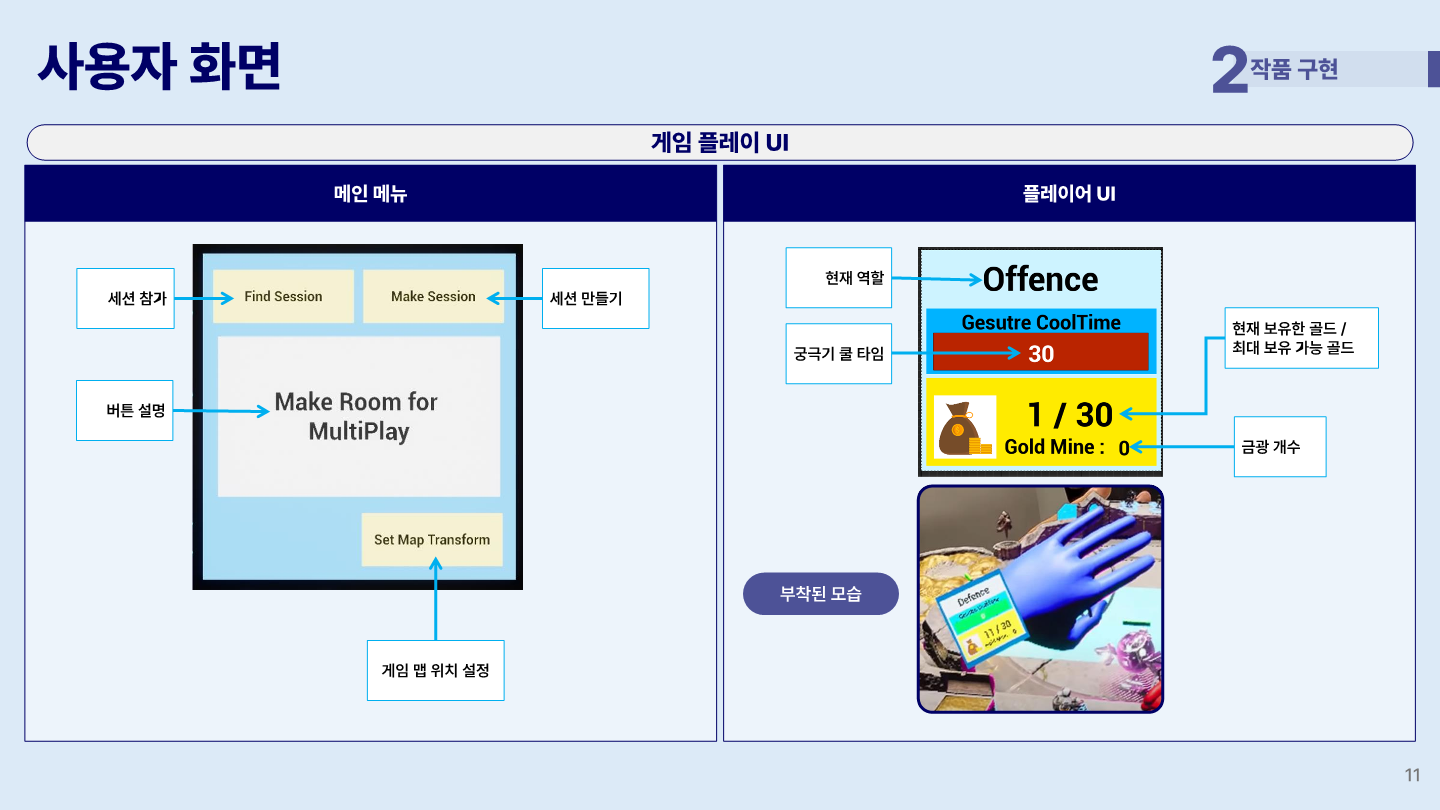 사용자 화면
2 작품 구현
게임 플레이 UI
메인 메뉴
세션 참가
Find Session
Make Session
세션 만들기
버튼 설명
Make Room for
MultiPlay
Set Map Transform
게임 맵 위치 설정
플레이어 UI
현재 역할
Offence
궁극기 쿨 타임
Gesutre CoolTime
30
현재 보유한 골드 /
최대 보유 가능 골드
1 / 30
Gold Mine : 0
금광 개수
부착된 모습
Defence
11 / 30
11